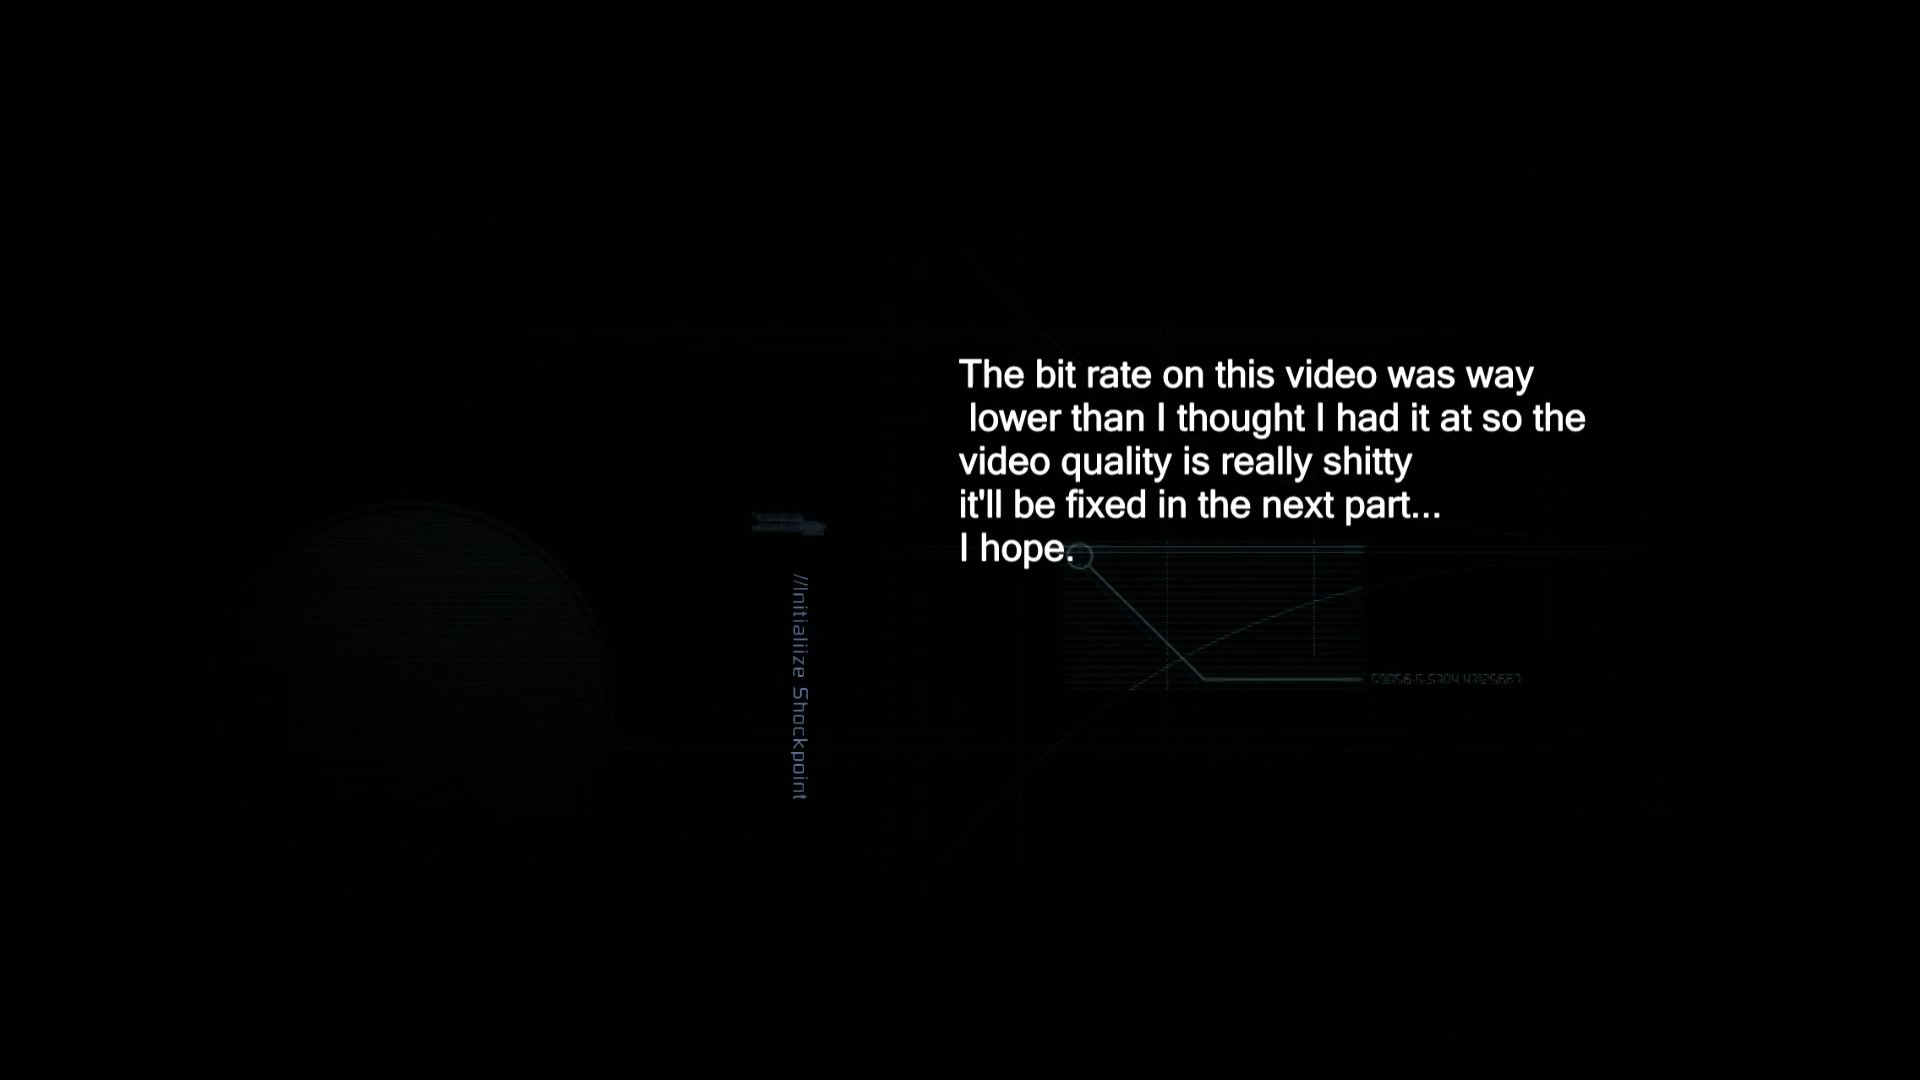 The bit rate on this video was way
lower than I thought I had it at so the
video quality is really shitty
it'll be fixed in the next part...
I hope.
//Initialiize Shockpoint